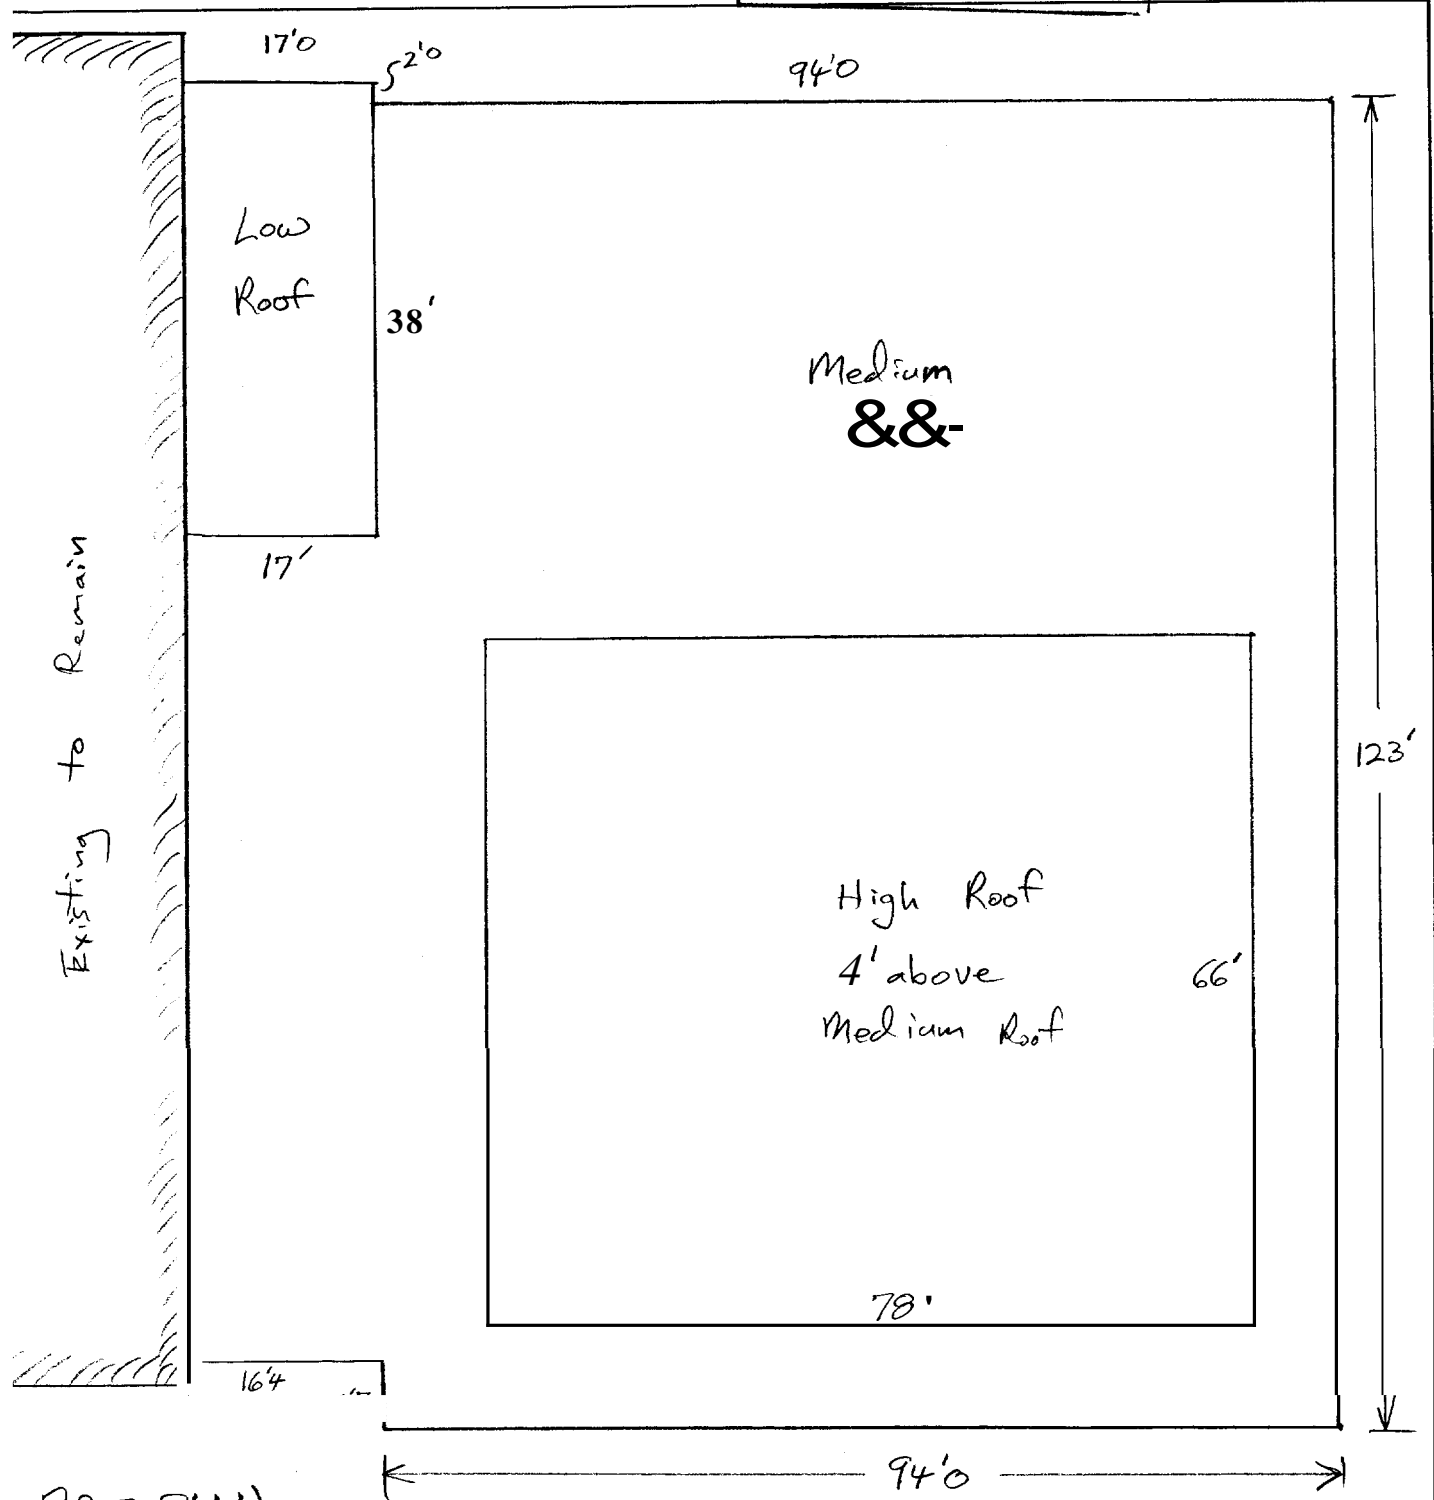 17'0
2'0
94'0
Low
Roof
38'
Medium
&&-
17'
Existing to Remain
123'
High Roof
4' above
66'
Medium Roof
78'
16'4
94'0